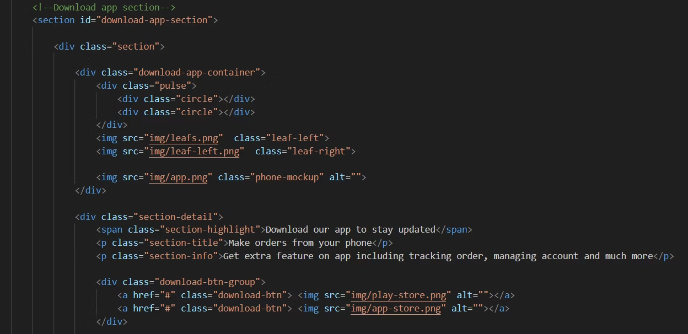 <!--Download app section-->
<section id="download-app-section">
<div class="section">
<div class="download-app-container">
<div class="pulse">
<div class="circle"></div>
<div class="circle"></div>
</div>
<img src="img/leafs.png"  class="leaf-left">
<img src="img/leaf-left.png"  class="leaf-right">
<img src="img/app.png" class="phone-mockup" alt="">
</div>
<div class="section-detail">
<span class="section-highlight">Download our app to stay updated</span>
<p class="section-title">Make orders from your phone</p>
<p class="section-info">Get extra feature on app including tracking order, managing account and much more</p>
<div class="download-btn-group">
<a href="#" class="download-btn"> <img src="img/play-store.png" alt=""></a>
<a href="#" class="download-btn"> <img src="img/app-store.png" alt=""></a>
</div>